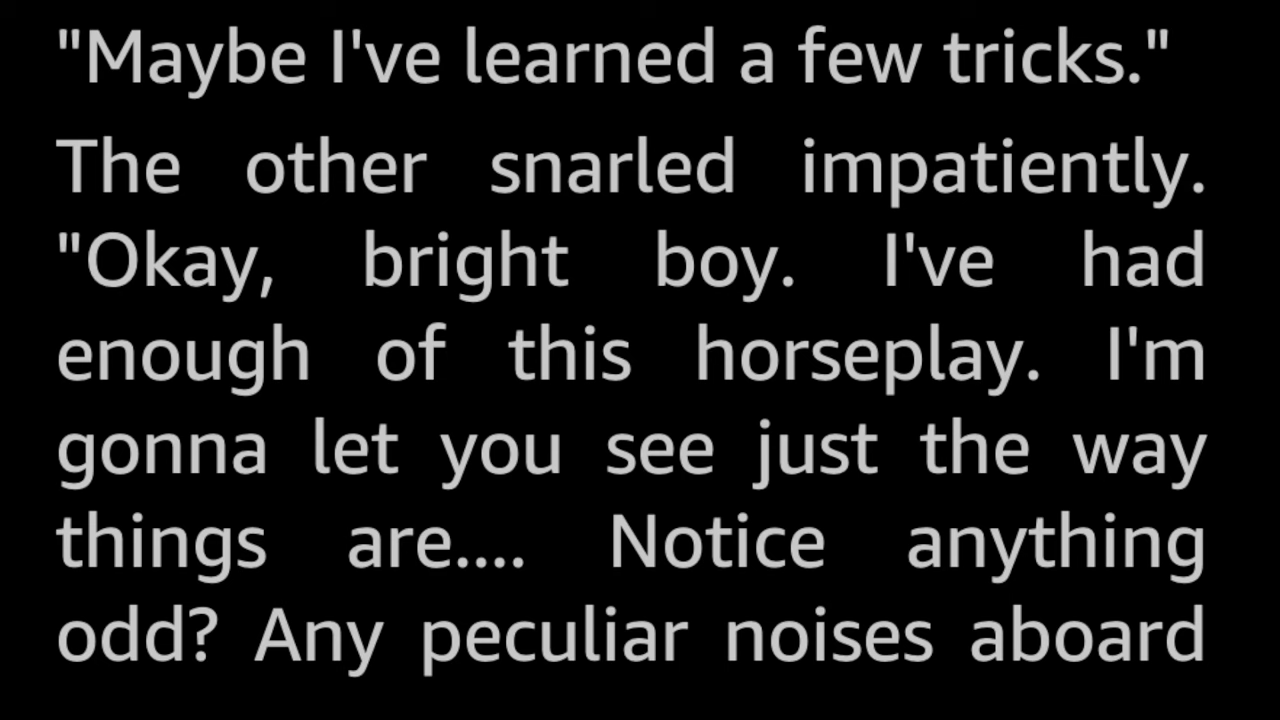 "Maybe I've learned a few tricks."
The other snarled impatiently.
"Okay, bright boy. I've had
enough of this horseplay. I'm
gonna let you see just the way
things are.... Notice anything
odd? Any peculiar noises aboard